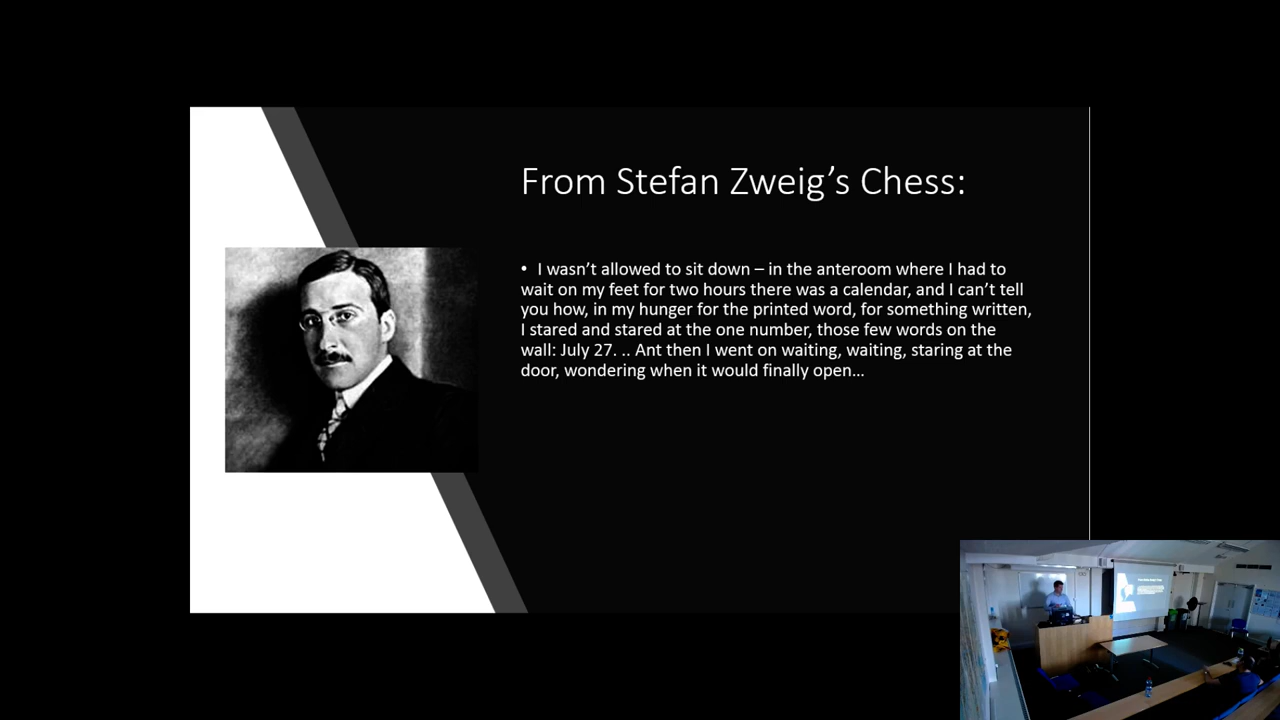 From Stefan Zweig’s Chess:
• I wasn’t allowed to sit down – in the anteroom where I had to
wait on my feet for two hours there was a calendar, and I can’t tell
you how, in my hunger for the printed word, for something written,
I stared and stared at the one number, those few words on the
wall: July 27. .. Ant then I went on waiting, waiting, staring at the
door, wondering when it would finally open…